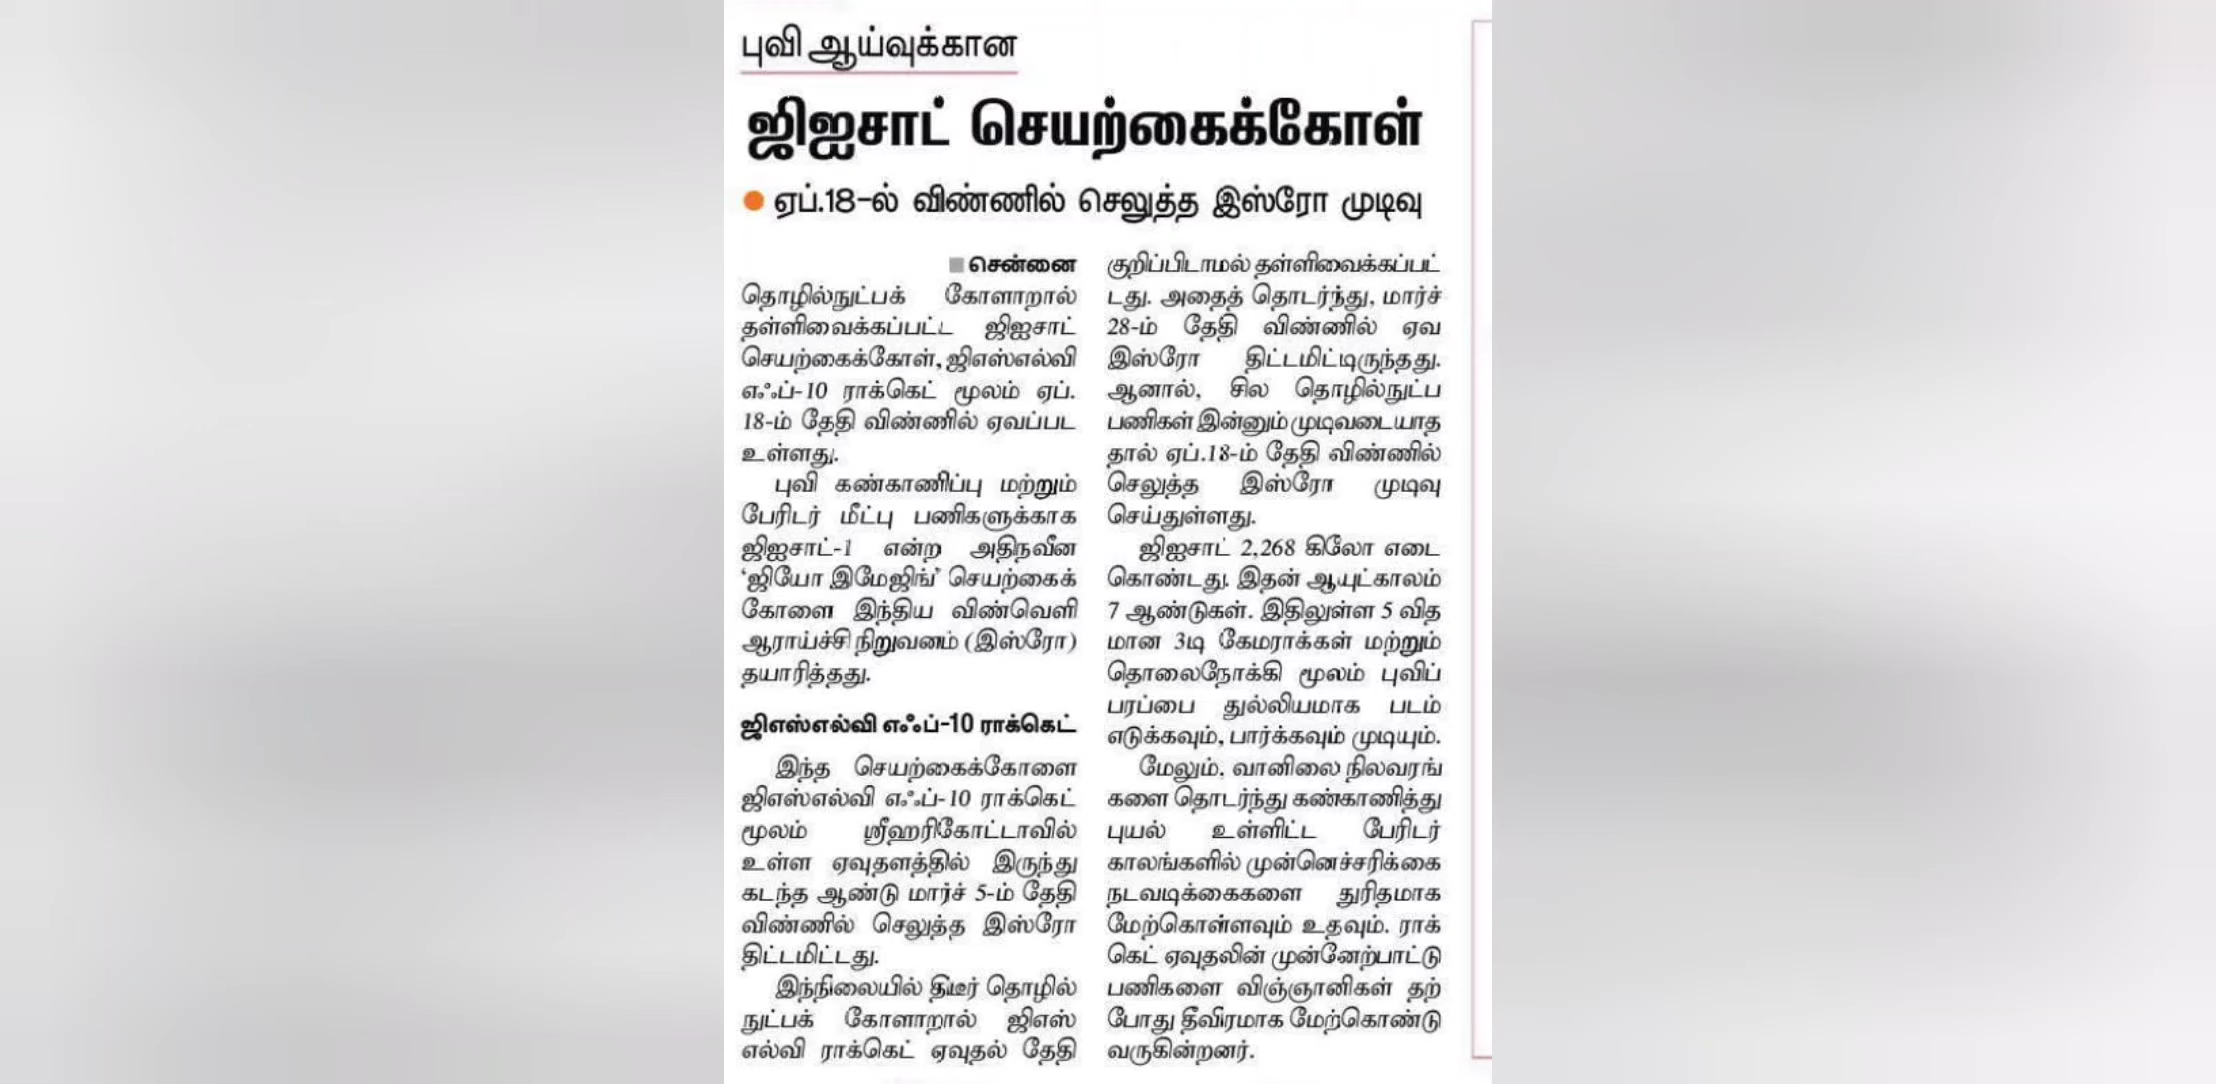 புவி ஆய்வுக்கான
ஜிஐசாட் செயற்கைக்கோள்
● ஏப்.18-ல் விண்ணில் செலுத்த இஸ்ரோ முடிவு
■ சென்னை
தொழில்நுட்பக் கோளாறால்
தள்ளிவைக்கப்பட்ட ஜிஐசாட்
செயற்கைக்கோள், ஜிஎஸ்எல்வி
எஃப்-10 ராக்கெட் மூலம் ஏப்.
18-ம் தேதி விண்ணில் ஏவப்பட
உள்ளது.
புவி கண்காணிப்பு மற்றும்
பேரிடர் மீட்பு பணிகளுக்காக
ஜிஐசாட்-1 என்ற அதிநவீன
‘ஜியோ இமேஜிங்’ செயற்கைக்
கோளை இந்திய விண்வெளி
ஆராய்ச்சி நிறுவனம் (இஸ்ரோ)
தயாரித்தது.
ஜிஎஸ்எல்வி எஃப்-10 ராக்கெட்
இந்த செயற்கைக்கோளை
ஜிஎஸ்எல்வி எஃப்-10 ராக்கெட்
மூலம் ஸ்ரீஹரிகோட்டாவில்
உள்ள ஏவுதளத்தில் இருந்து
கடந்த ஆண்டு மார்ச் 5-ம் தேதி
விண்ணில் செலுத்த இஸ்ரோ
திட்டமிட்டது.
இந்நிலையில் திடீர் தொழில்
நுட்பக் கோளாறால் ஜிஎஸ்
எல்வி ராக்கெட் ஏவுதல் தேதி
குறிப்பிடாமல் தள்ளிவைக்கப்பட்
டது. அதைத் தொடர்ந்து, மார்ச்
28-ம் தேதி விண்ணில் ஏவ
இஸ்ரோ திட்டமிட்டிருந்தது.
ஆனால், சில தொழில்நுட்ப
பணிகள் இன்னும் முடிவடையாத
தால் ஏப்.18-ம் தேதி விண்ணில்
செலுத்த இஸ்ரோ முடிவு
செய்துள்ளது.
ஜிஐசாட் 2,268 கிலோ எடை
கொண்டது. இதன் ஆயுட்காலம்
7 ஆண்டுகள். இதிலுள்ள 5 வித
மான 3டி கேமராக்கள் மற்றும்
தொலைநோக்கி மூலம் புவிப்
பரப்பை துல்லியமாக படம்
எடுக்கவும், பார்க்கவும் முடியும்.
மேலும், வானிலை நிலவரங்
களை தொடர்ந்து கண்காணித்து
புயல் உள்ளிட்ட பேரிடர்
காலங்களில் முன்னெச்சரிக்கை
நடவடிக்கைகளை துரிதமாக
மேற்கொள்ளவும் உதவும். ராக்
கெட் ஏவுதலின் முன்னேற்பாட்டு
பணிகளை விஞ்ஞானிகள் தற்
போது தீவிரமாக மேற்கொண்டு
வருகின்றனர்.